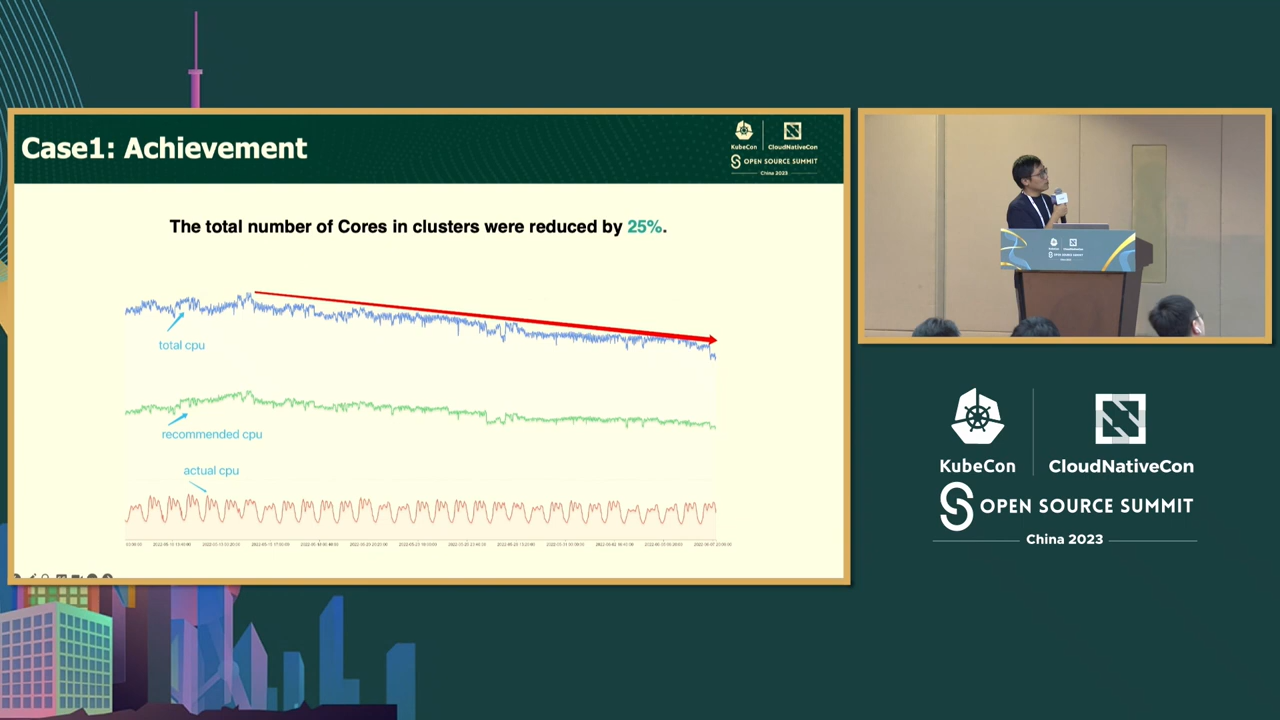 Case1: Achievement
KubeCon
CloudNativeCon
OPEN SOURCE SUMMIT
China 2023
The total number of Cores in clusters were reduced by 25%.
total cpu
recommended cpu
actual cpu
KubeCon
CloudNativeCon
OPEN SOURCE SUMMIT
China 2023